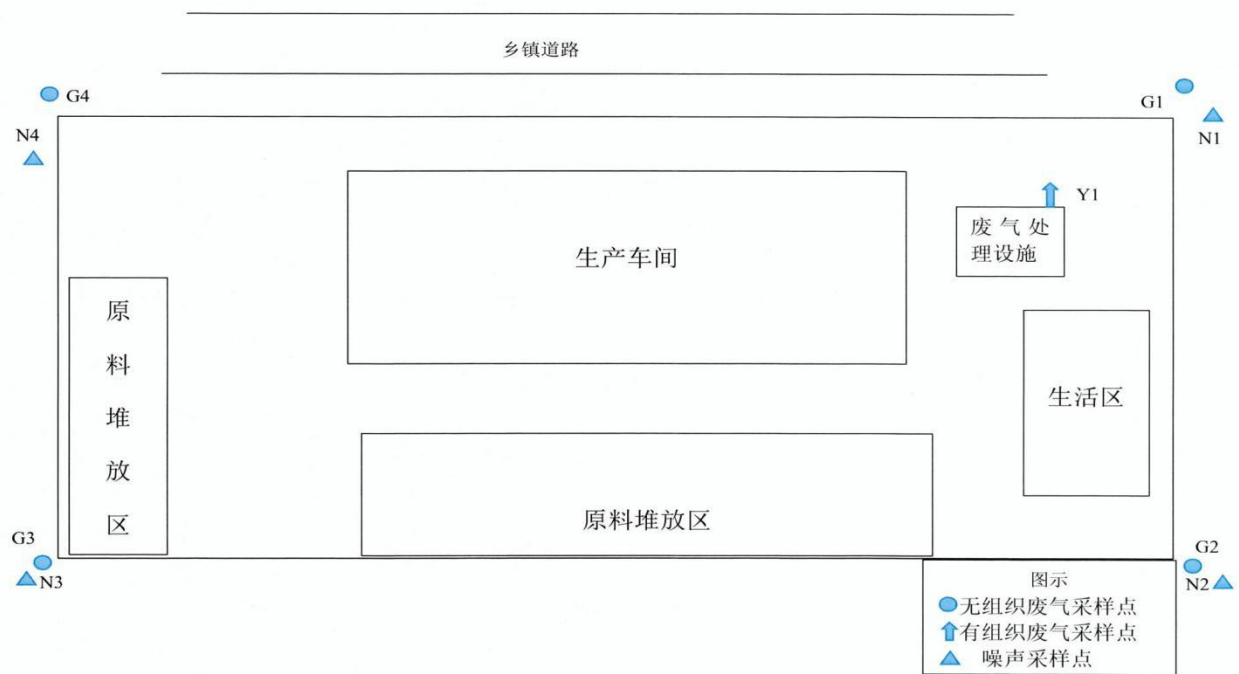 乡镇道路
G4
G1
N4
N1
Y1
废气处
理设施
生产车间
原
料
堆
放
区
生活区
原料堆放区
G3
N3
G2
N2
图示
无组织废气采样点
有组织废气采样点
噪声采样点